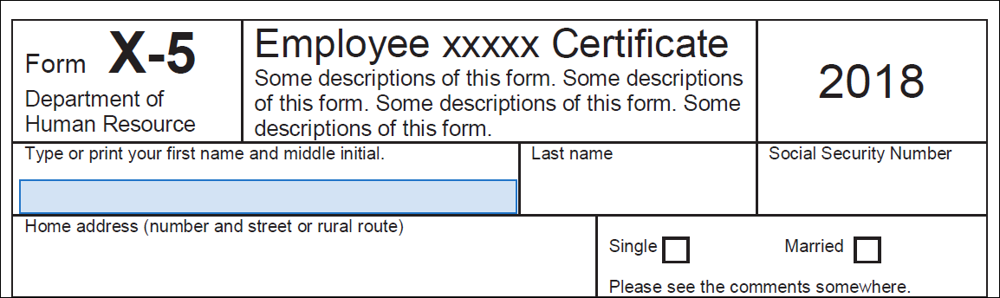 Form X-5
Department of
Human Resource
Employee xxxxx Certificate
Some descriptions of this form. Some descriptions
of this form. Some descriptions of this form. Some
descriptions of this form.
2018
Type or print your first name and middle initial.
Last name
Social Security Number
Home address (number and street or rural route)
Single
Married
Please see the comments somewhere.